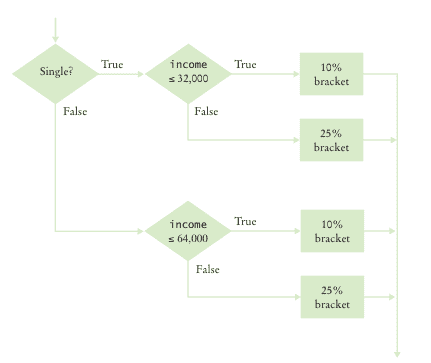 Single?
True
income
≤ 32,000
True
10%
bracket
False
False
25%
bracket
income
≤ 64,000
True
10%
bracket
False
25%
bracket